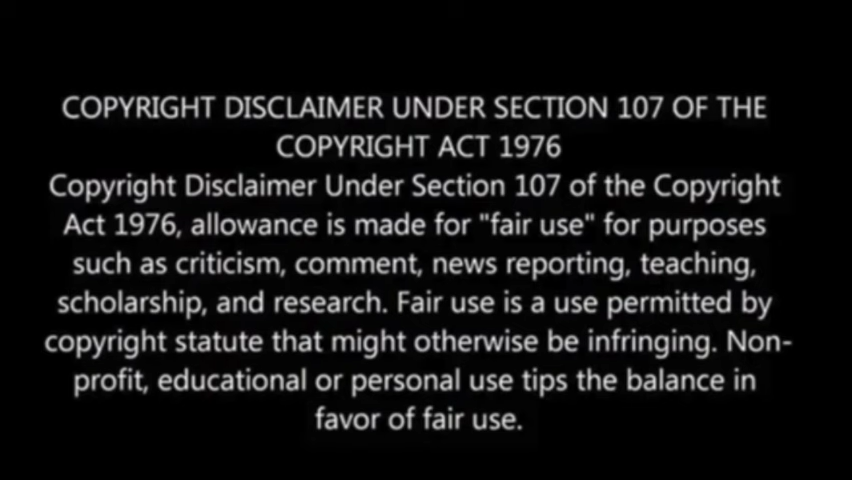 COPYRIGHT DISCLAIMER UNDER SECTION 107 OF THE
COPYRIGHT ACT 1976
Copyright Disclaimer Under Section 107 of the Copyright
Act 1976, allowance is made for "fair use" for purposes
such as criticism, comment, news reporting, teaching,
scholarship, and research. Fair use is a use permitted by
copyright statute that might otherwise be infringing. Non-
profit, educational or personal use tips the balance in
favor of fair use.